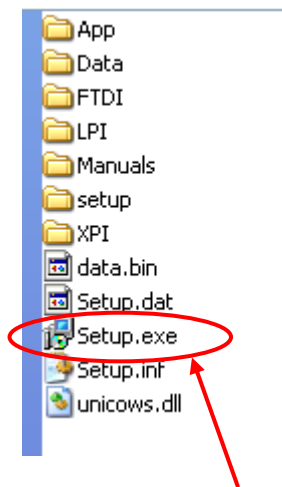 App
Data
FTDI
LPI
Manuals
setup
XPI
data.bin
Setup.dat
Setup.exe
Setup.inf
unicows.dll